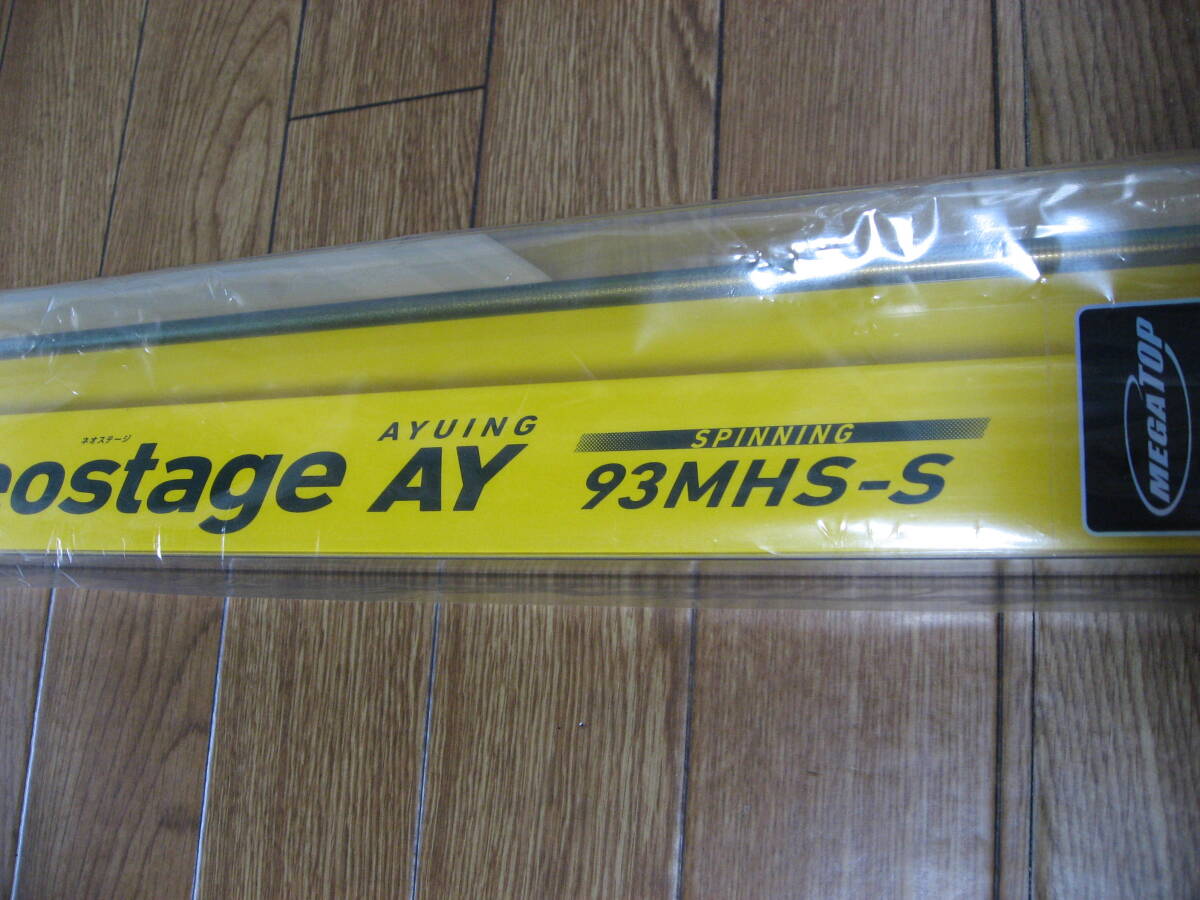 ネオステージ
eostage
AYUING
AY
SPINNING
93MHS-S
MEGATOP